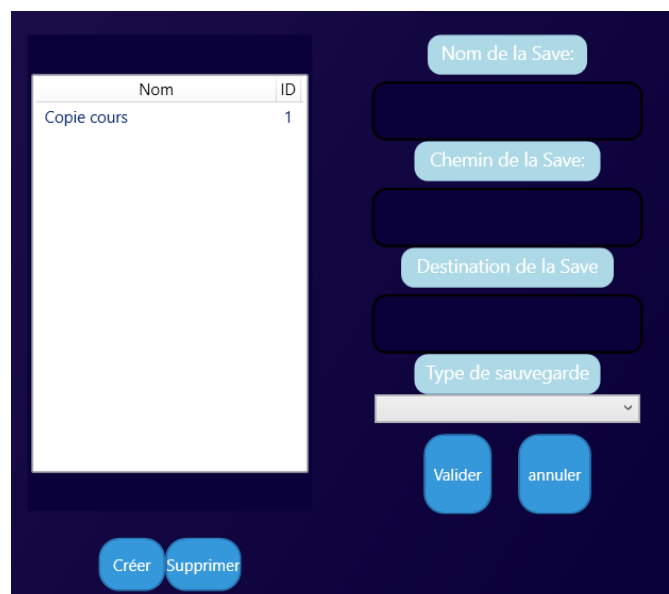 Nom ID
Copie cours 1
Créer Supprimer
Nom de la Save:
Chemin de la Save:
Destination de la Save
Type de sauvegarde
Valider annuler